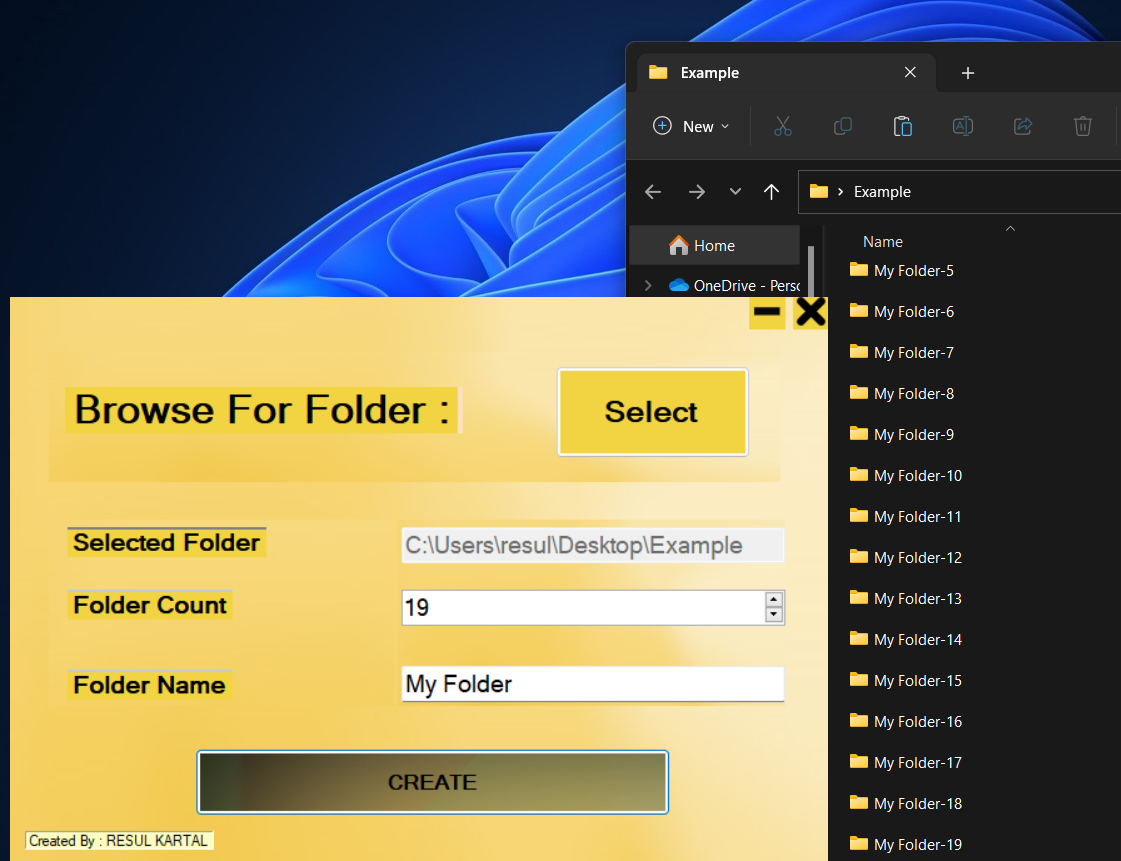 Example
New
Example
Name
Home
OneDrive - Perso
My Folder-5
My Folder-6
My Folder-7
My Folder-8
My Folder-9
My Folder-10
My Folder-11
My Folder-12
My Folder-13
My Folder-14
My Folder-15
My Folder-16
My Folder-17
My Folder-18
My Folder-19
Browse For Folder :
Select
Selected Folder
C:\Users\resul\Desktop\Example
Folder Count
19
Folder Name
My Folder
CREATE
Created By : RESUL KARTAL